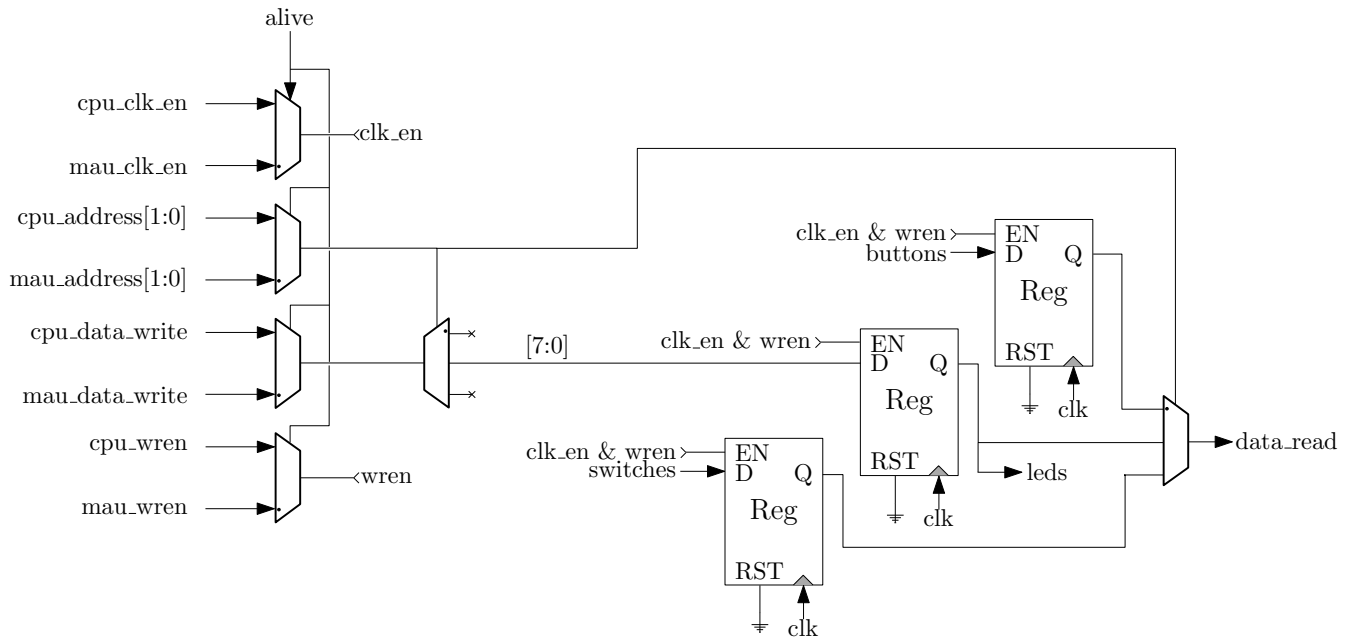 alive
cpu_clk_en
clk_en
mau_clk_en
cpu_address[1:0]
mau_address[1:0]
cpu_data_write
mau_data_write
cpu_wren
wren
mau_wren
[7:0]
clk_en & wren
buttons
EN
D
Q
Reg
RST
clk
clk_en & wren
EN
D
Q
Reg
RST
clk
leds
clk_en & wren
switches
EN
D
Q
Reg
RST
clk
data_read